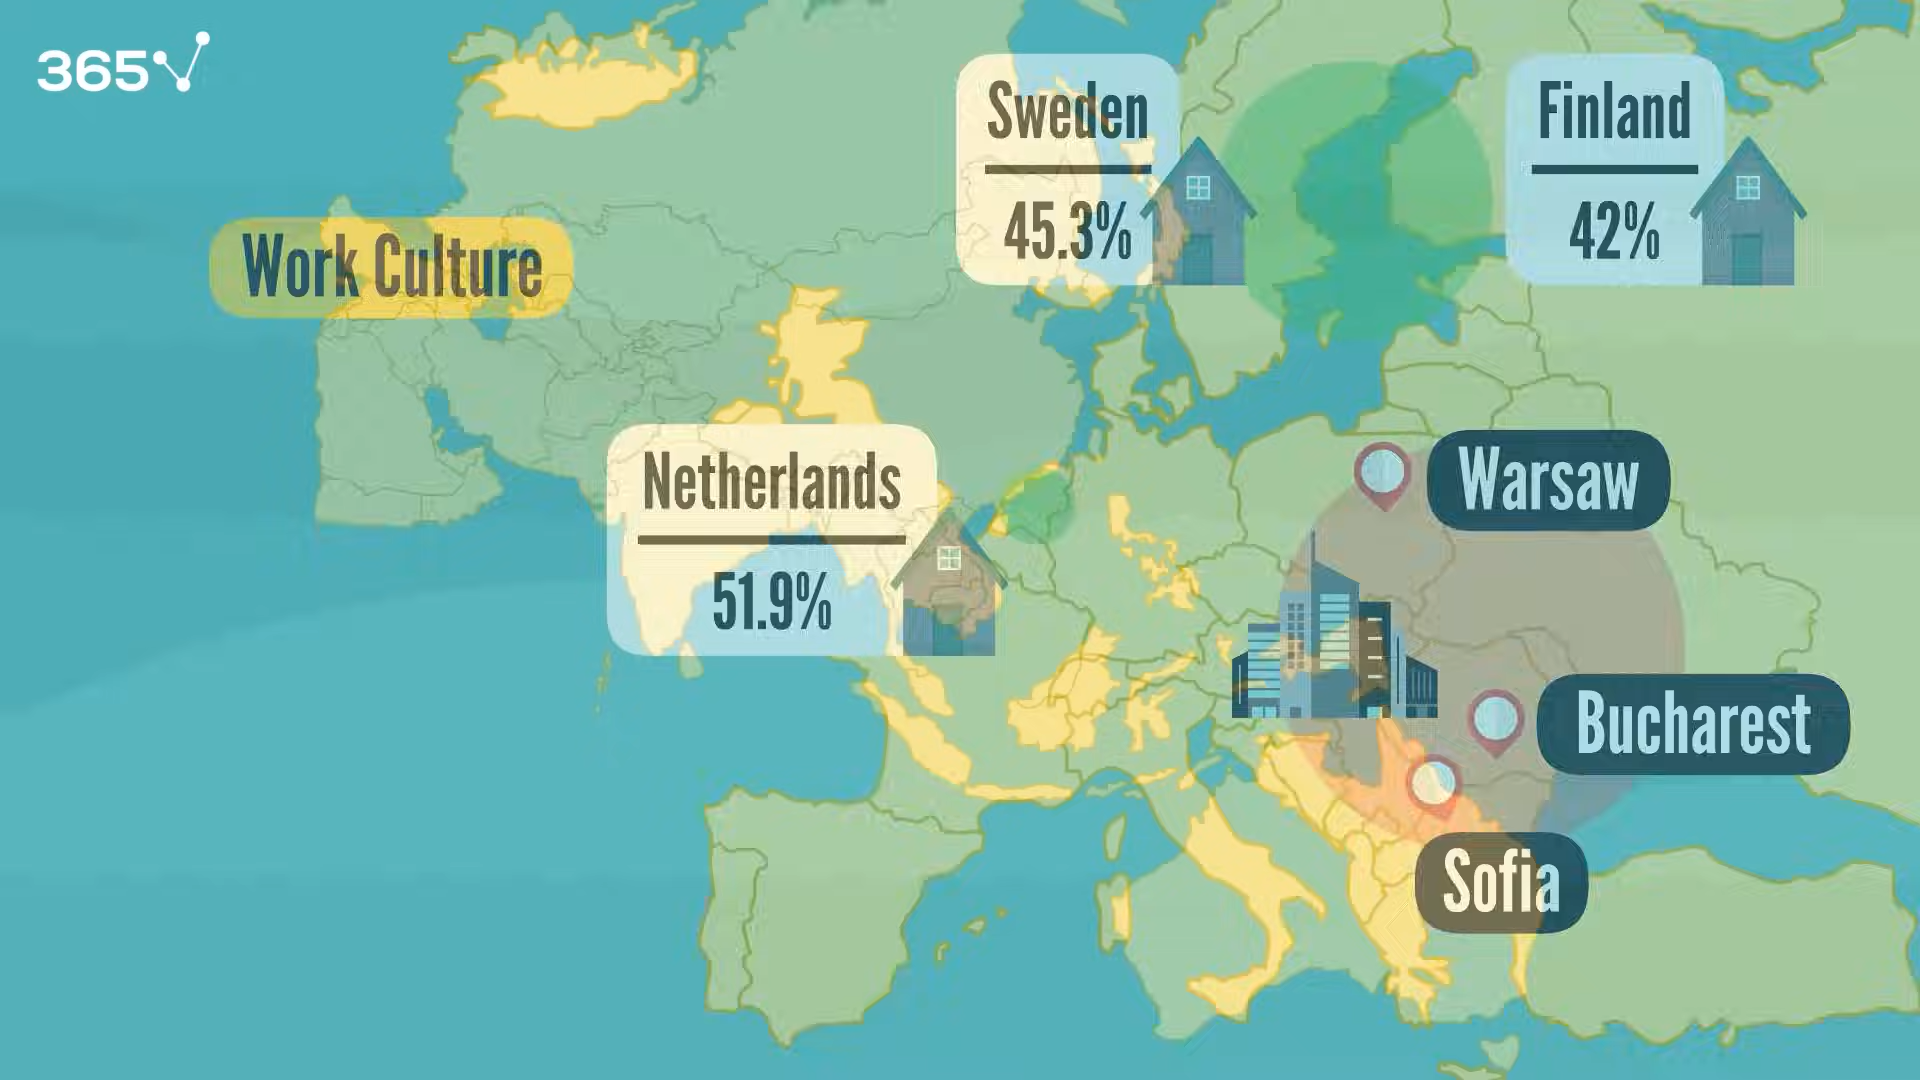 365
Sweden
45.3%
Finland
42%
Work Culture
Netherlands
51.9%
Warsaw
Bucharest
Sofia